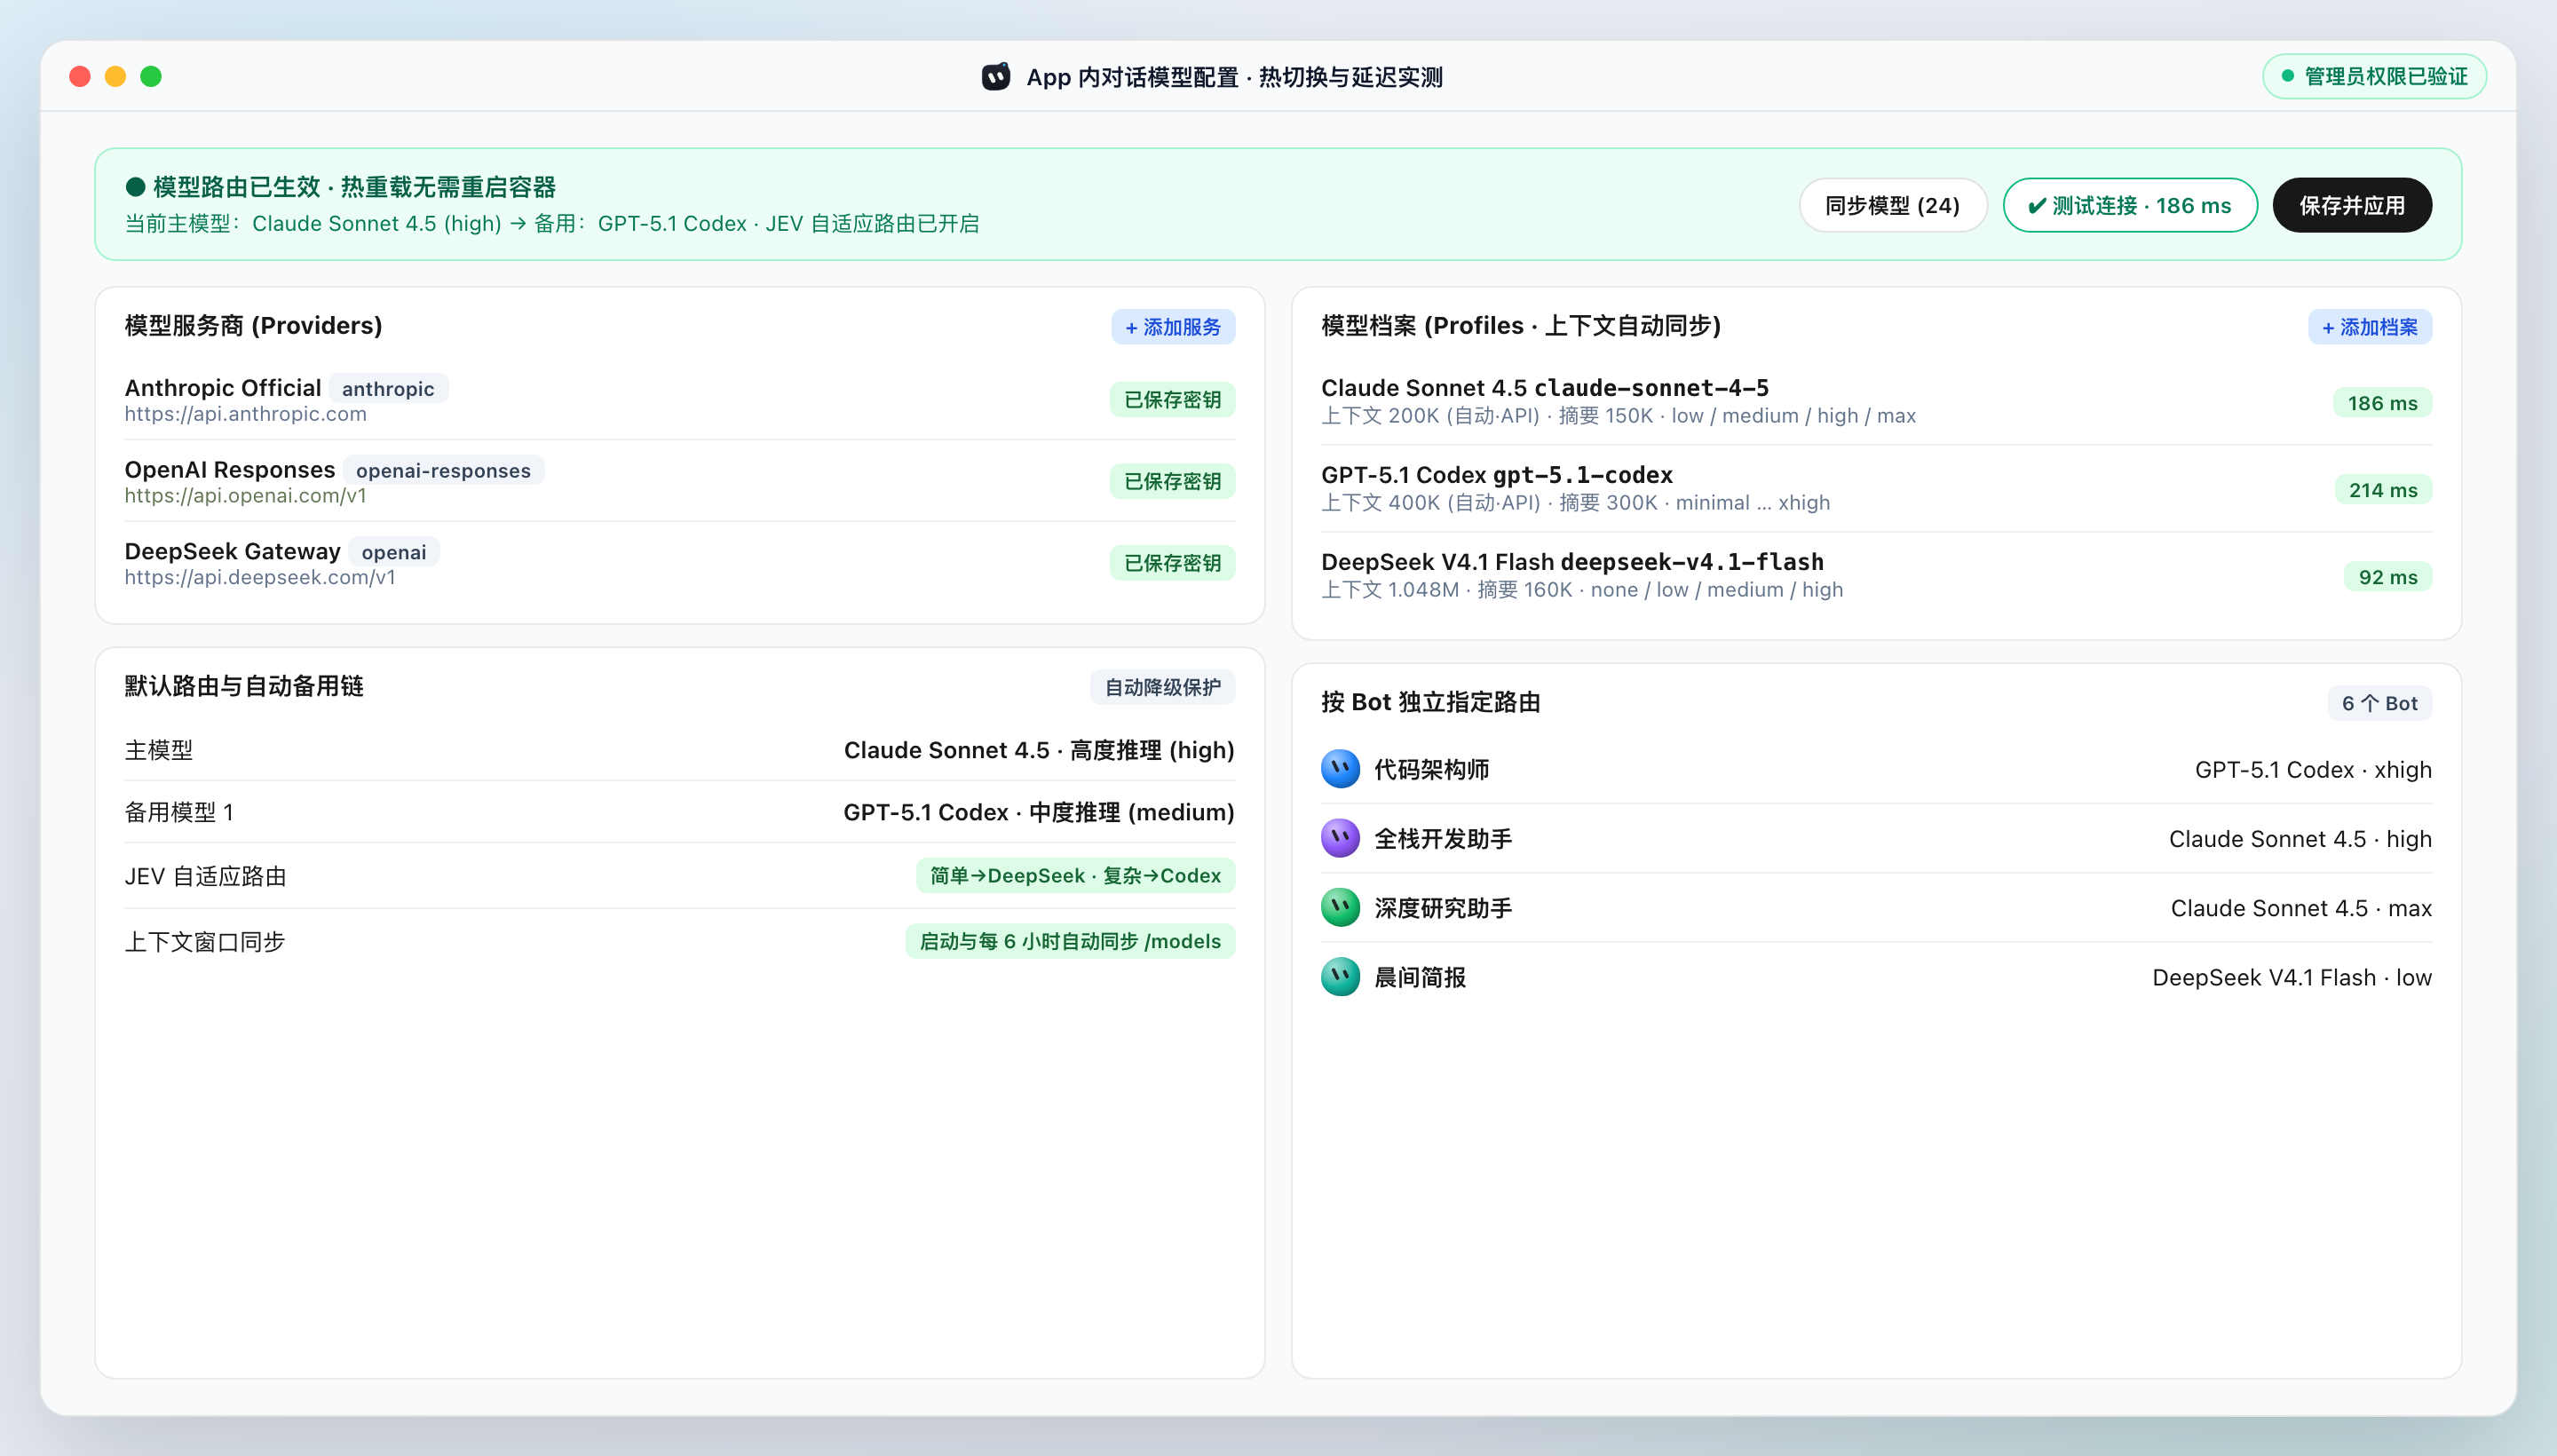 App 内对话模型配置 · 热切换与延迟实测
管理员权限已验证
模型路由已生效 · 热重载无需重启容器
当前主模型：Claude Sonnet 4.5 (high) → 备用：GPT-5.1 Codex · JEV 自适应路由已开启
同步模型 (24)
✔ 测试连接 · 186 ms
保存并应用
模型服务商 (Providers)
+ 添加服务
Anthropic Official anthropic
https://api.anthropic.com
已保存密钥
OpenAI Responses openai-responses
https://api.openai.com/v1
已保存密钥
DeepSeek Gateway openai
https://api.deepseek.com/v1
已保存密钥
模型档案 (Profiles · 上下文自动同步)
+ 添加档案
Claude Sonnet 4.5 claude-sonnet-4-5
上下文 200K (自动·API) · 摘要 150K · low / medium / high / max
186 ms
GPT-5.1 Codex gpt-5.1-codex
上下文 400K (自动·API) · 摘要 300K · minimal ... xhigh
214 ms
DeepSeek V4.1 Flash deepseek-v4.1-flash
上下文 1.048M · 摘要 160K · none / low / medium / high
92 ms
默认路由与自动备用链
自动降级保护
主模型
Claude Sonnet 4.5 · 高度推理 (high)
备用模型 1
GPT-5.1 Codex · 中度推理 (medium)
JEV 自适应路由
简单→DeepSeek · 复杂→Codex
上下文窗口同步
启动与每 6 小时自动同步 /models
按 Bot 独立指定路由
6 个 Bot
代码架构师
GPT-5.1 Codex · xhigh
全栈开发助手
Claude Sonnet 4.5 · high
深度研究助手
Claude Sonnet 4.5 · max
晨间简报
DeepSeek V4.1 Flash · low